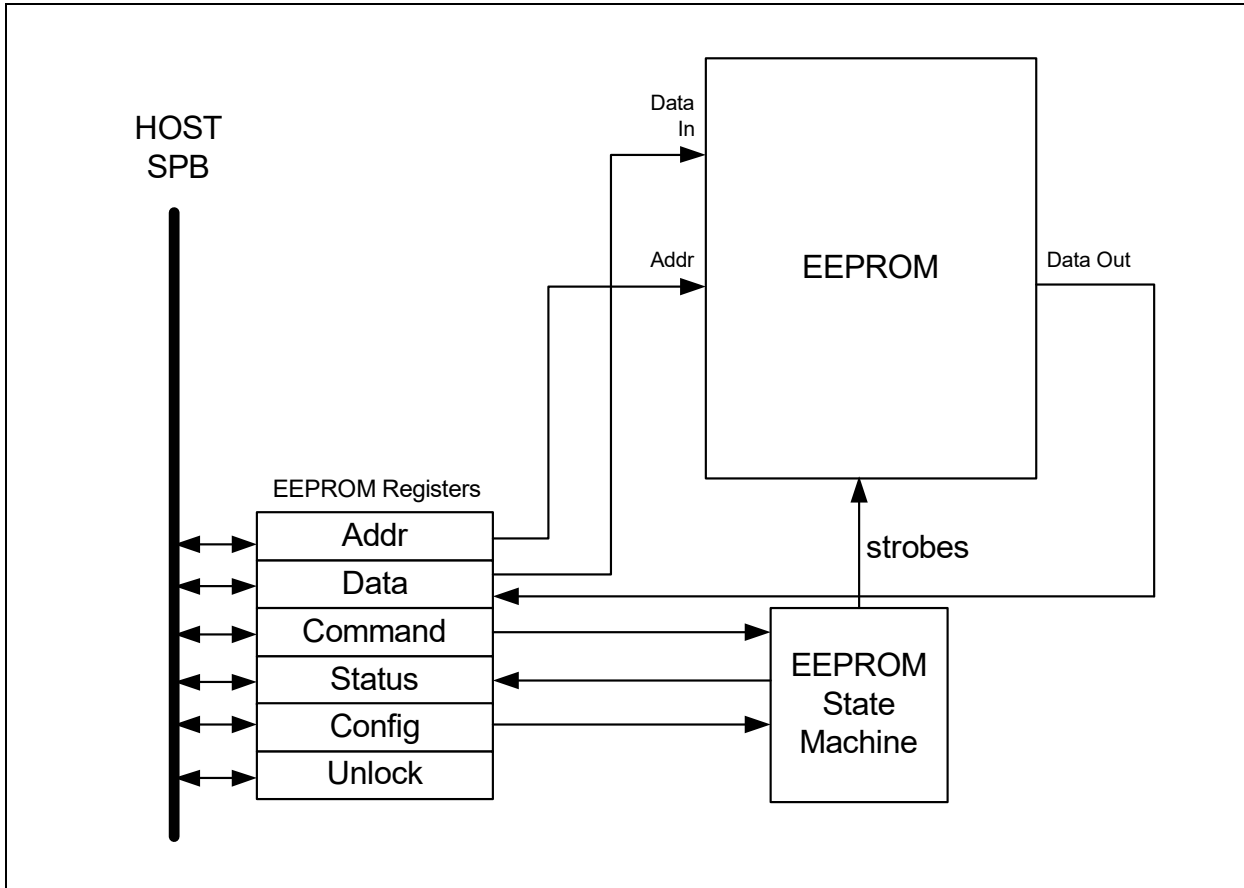 HOST
SPB
Data
In
Addr
EEPROM
Data Out
EEPROM Registers
Addr
Data
Command
Status
Config
Unlock
strobes
EEPROM
State
Machine